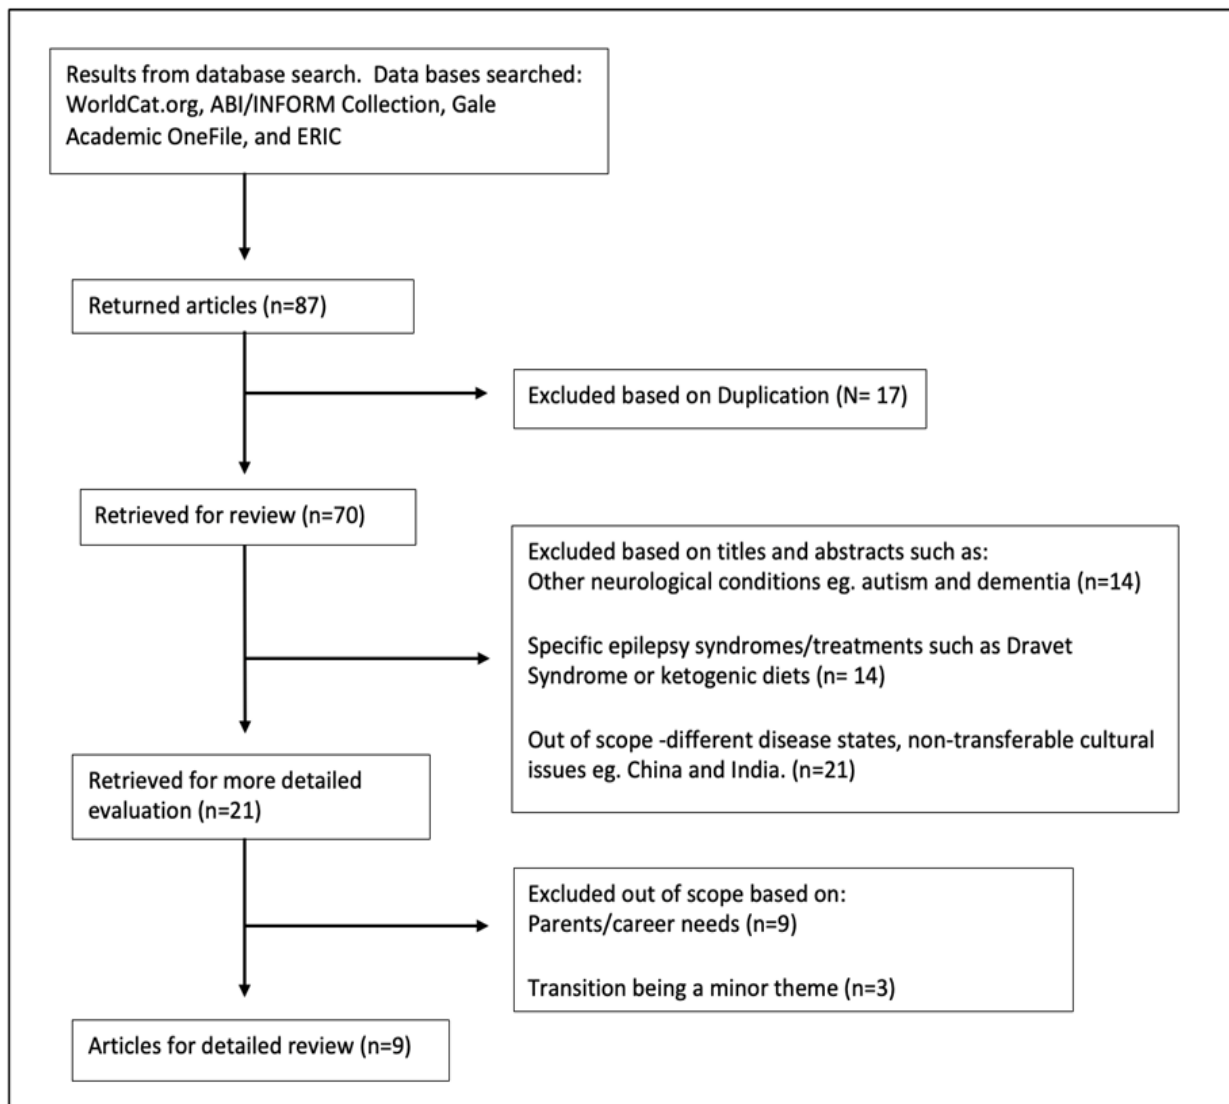 Results from database search.  Data bases searched:
WorldCat.org, ABI/INFORM Collection, Gale
Academic OneFile, and ERIC
Returned articles (n=87)
Excluded based on Duplication (N= 17)
Retrieved for review (n=70)
Excluded based on titles and abstracts such as:
Other neurological conditions eg. autism and dementia (n=14)
Specific epilepsy syndromes/treatments such as Dravet
Syndrome or ketogenic diets (n= 14)
Out of scope -different disease states, non-transferable cultural
issues eg. China and India. (n=21)
Retrieved for more detailed
evaluation (n=21)
Excluded out of scope based on:
Parents/career needs (n=9)
Transition being a minor theme (n=3)
Articles for detailed review (n=9)